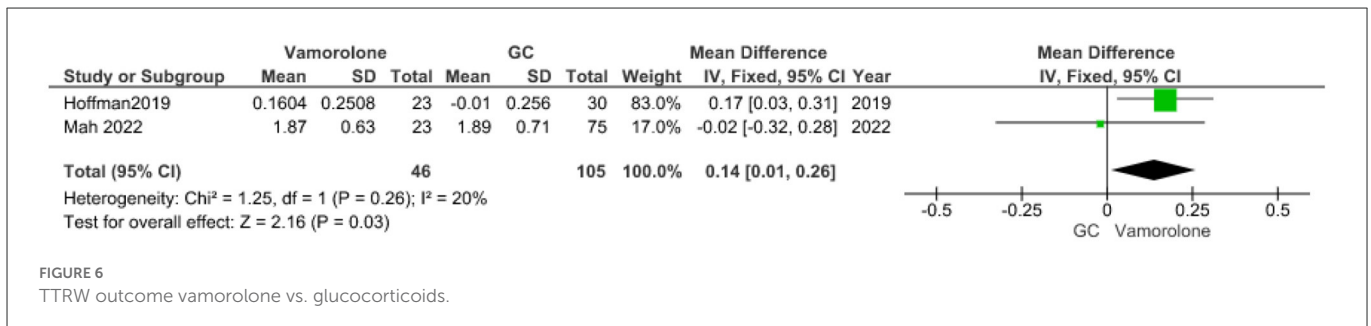 Vamorolone GC Mean Difference Mean Difference
Study or Subgroup Mean SD Total Mean SD Total Weight IV, Fixed, 95% CI Year IV, Fixed, 95% CI
Hoffman2019 0.1604 0.2508 23 -0.01 0.256 30 83.0% 0.17 [0.03, 0.31] 2019
Mah 2022 1.87 0.63 23 1.89 0.71 75 17.0% -0.02 [-0.32, 0.28] 2022
Total (95% CI) 46 105 100.0% 0.14 [0.01, 0.26]
Heterogeneity: Chi² = 1.25, df = 1 (P = 0.26); I² = 20%
Test for overall effect: Z = 2.16 (P = 0.03)
-0.5 -0.25 0 0.25 0.5
GC Vamorolone
FIGURE 6
TTRW outcome vamorolone vs. glucocorticoids.